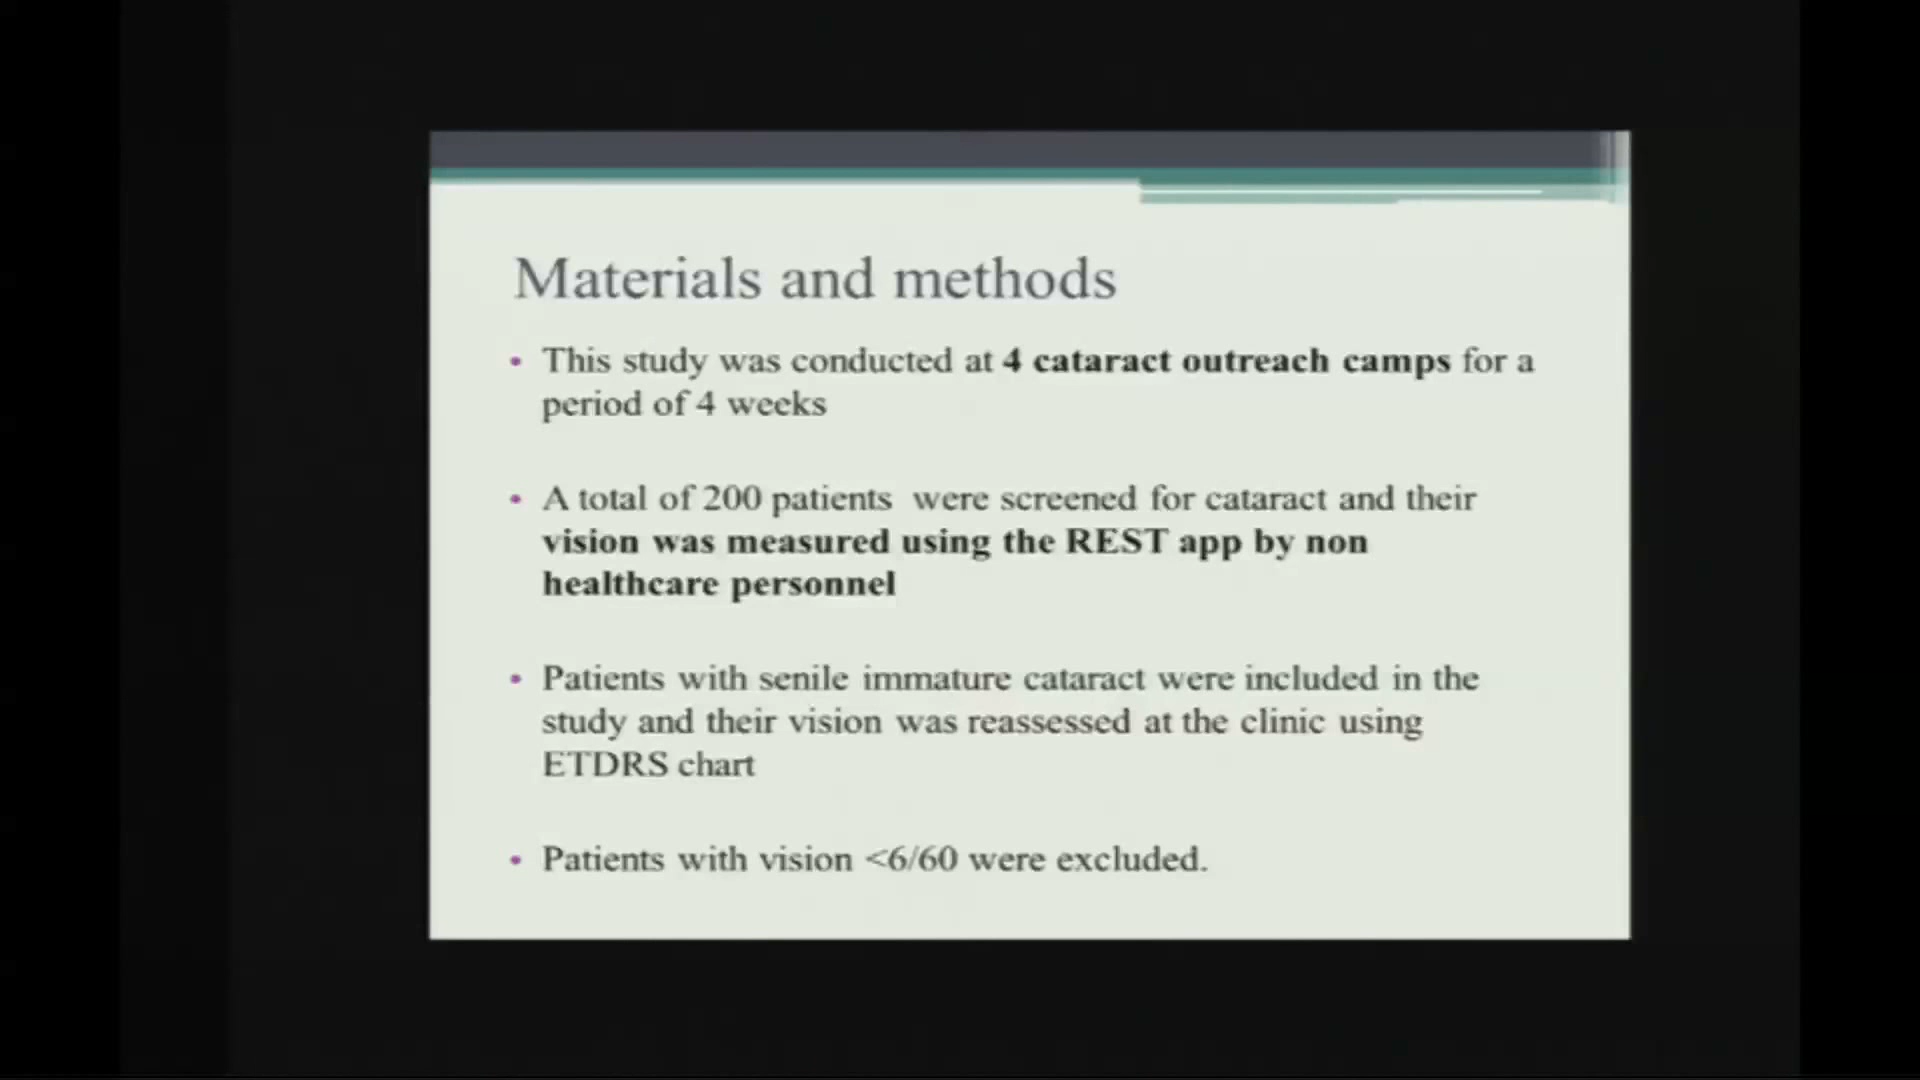 Materials and methods
• This study was conducted at 4 cataract outreach camps for a
period of 4 weeks
• A total of 200 patients were screened for cataract and their
vision was measured using the REST app by non
healthcare personnel
• Patients with senile immature cataract were included in the
study and their vision was reassessed at the clinic using
ETDRS chart
• Patients with vision <6/60 were excluded.